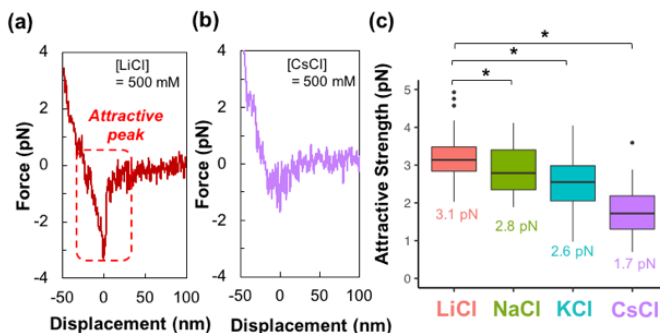 (a)
[LiCl]
= 500 mM
Attractive
peak
Force (pN)
4
2
0
-2
-4
-50
0
50
100
Displacement (nm)
(b)
[CsCl]
= 500 mM
Force (pN)
4
2
0
-2
-4
-50
0
50
100
Displacement (nm)
(c)
*
*
*
Attractive Strength (pN)
5
4
3
2
1
0
3.1 pN
2.8 pN
2.6 pN
1.7 pN
LiCl
NaCl
KCl
CsCl